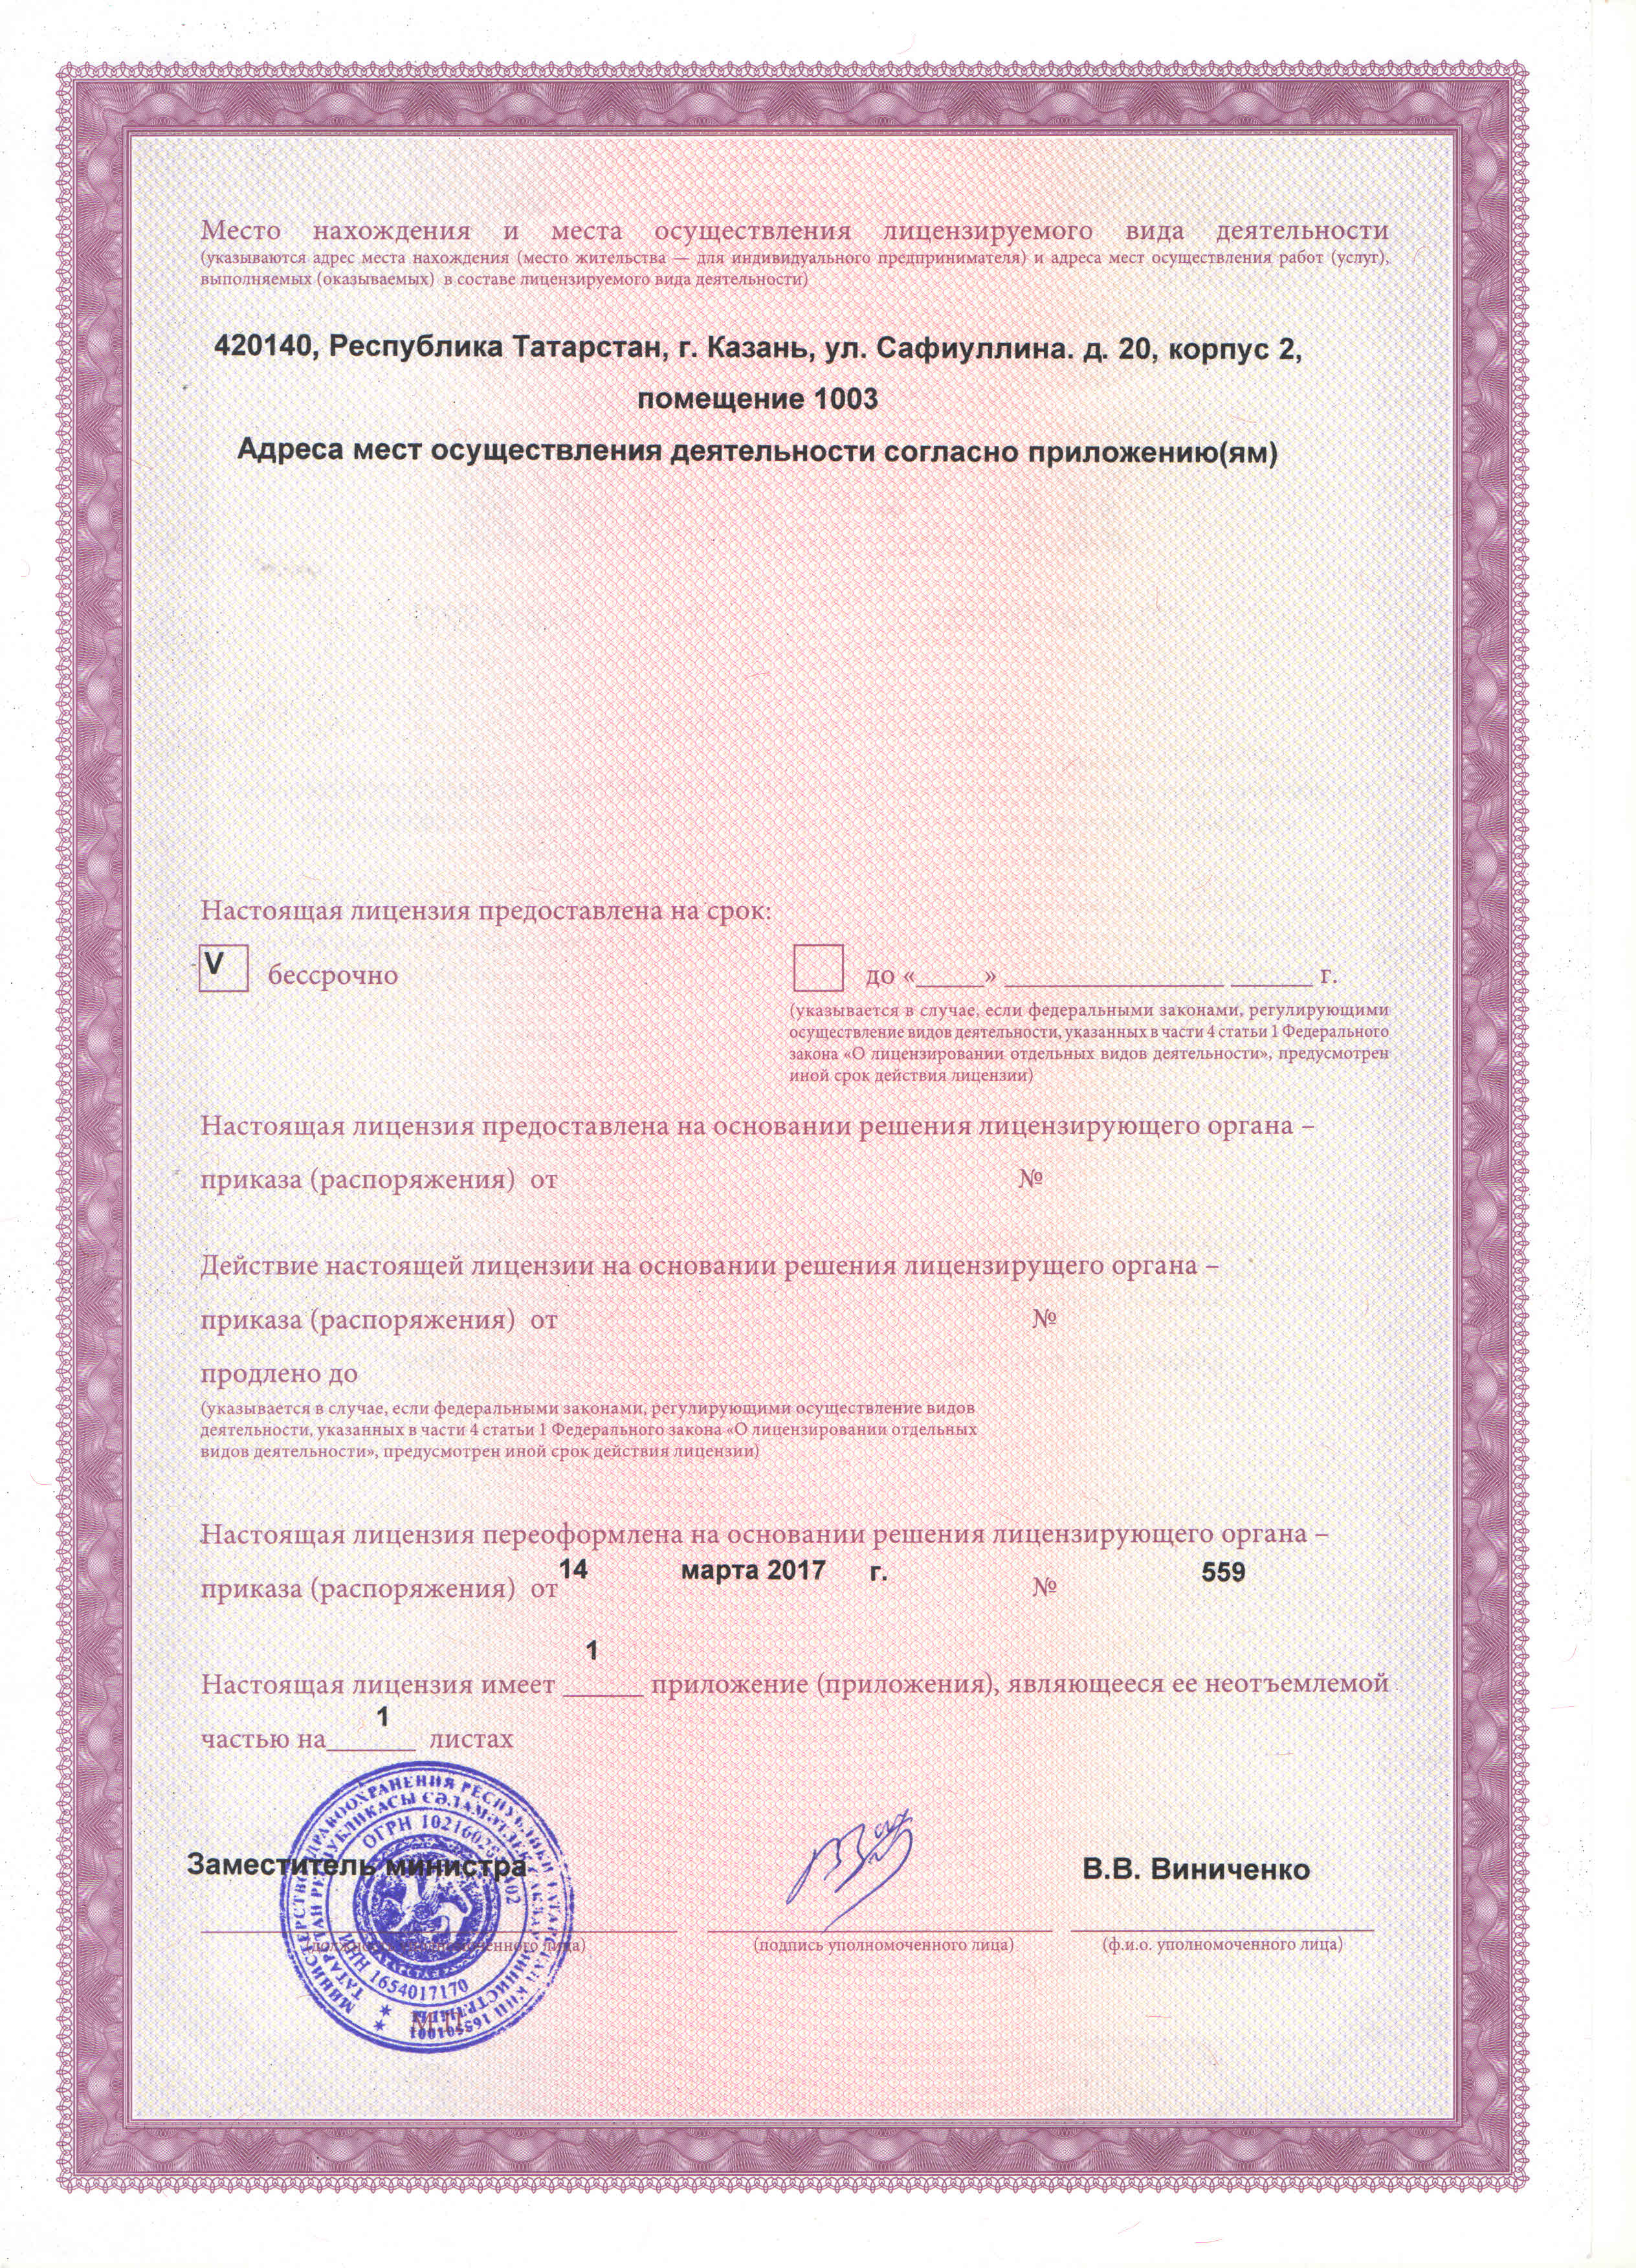 Место нахождения и места осуществления лицензируемого вида деятельности
(указываются адрес места нахождения (место жительства — для индивидуального предпринимателя) и адреса мест осуществления работ (услуг),
выполняемых (оказываемых) в составе лицензируемого вида деятельности)
420140, Республика Татарстан, г. Казань, ул. Сафиуллина. д. 20, корпус 2,
помещение 1003
Адреса мест осуществления деятельности согласно приложению(ям)
Настоящая лицензия предоставлена на срок:
V бессрочно
до «_____» ________________ ______ г.
(указывается в случае, если федеральными законами, регулирующими
осуществление видов деятельности, указанных в части 4 статьи 1 Федерального
закона «О лицензировании отдельных видов деятельности», предусмотрен
иной срок действия лицензии)
Настоящая лицензия предоставлена на основании решения лицензирующего органа –
приказа (распоряжения) от №
Действие настоящей лицензии на основании решения лицензирущего органа –
приказа (распоряжения) от №
продлено до
(указывается в случае, если федеральными законами, регулирующими осуществление видов
деятельности, указанных в части 4 статьи 1 Федерального закона «О лицензировании отдельных
видов деятельности», предусмотрен иной срок действия лицензии)
Настоящая лицензия переоформлена на основании решения лицензирующего органа –
приказа (распоряжения) от 14 марта 2017 г. № 559
Настоящая лицензия имеет 1 приложение (приложения), являющееся ее неотъемлемой
частью на 1 листах
Заместитель министра
В.В. Виниченко
(подпись уполномоченного лица)
(ф.и.о. уполномоченного лица)
МИНИСТЕРСТВО ЗДРАВООХРАНЕНИЯ РЕСПУБЛИКИ ТАТАРСТАН КПП 165501001
ТАТАРСТАН РЕСПУБЛИКАСЫ СӘЛАМӘТЛЕК САКЛАУ МИНИСТРЛЫГЫ
ИНН 1654017170
М.П.